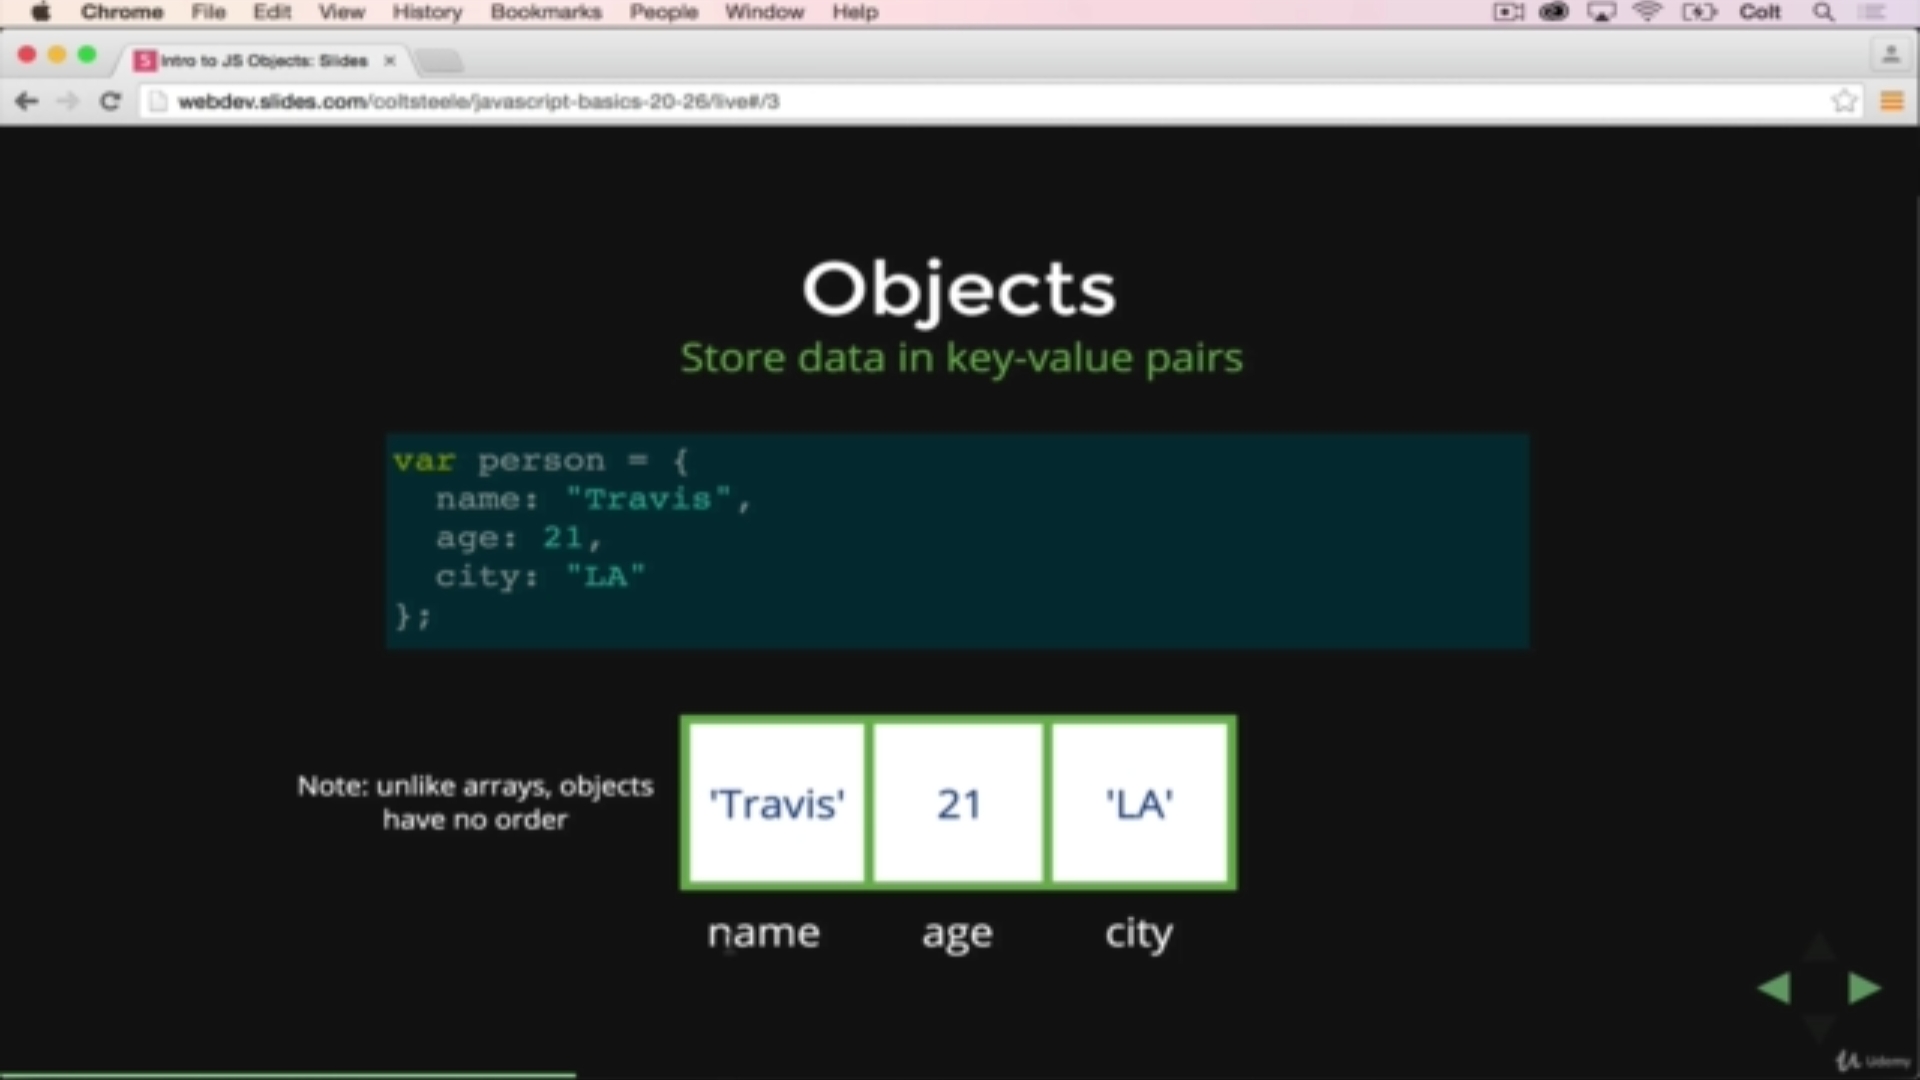 Chrome File Edit View History Bookmarks People Window Help Colt
S Intro to JS Objects: Slides ×
webdev.slides.com/coltsteele/javascript-basics-20-26/live#/3
Objects
Store data in key-value pairs
var person = {
  name: "Travis",
  age: 21,
  city: "LA"
};
Note: unlike arrays, objects
have no order
'Travis' 21 'LA'
name age city
Udemy